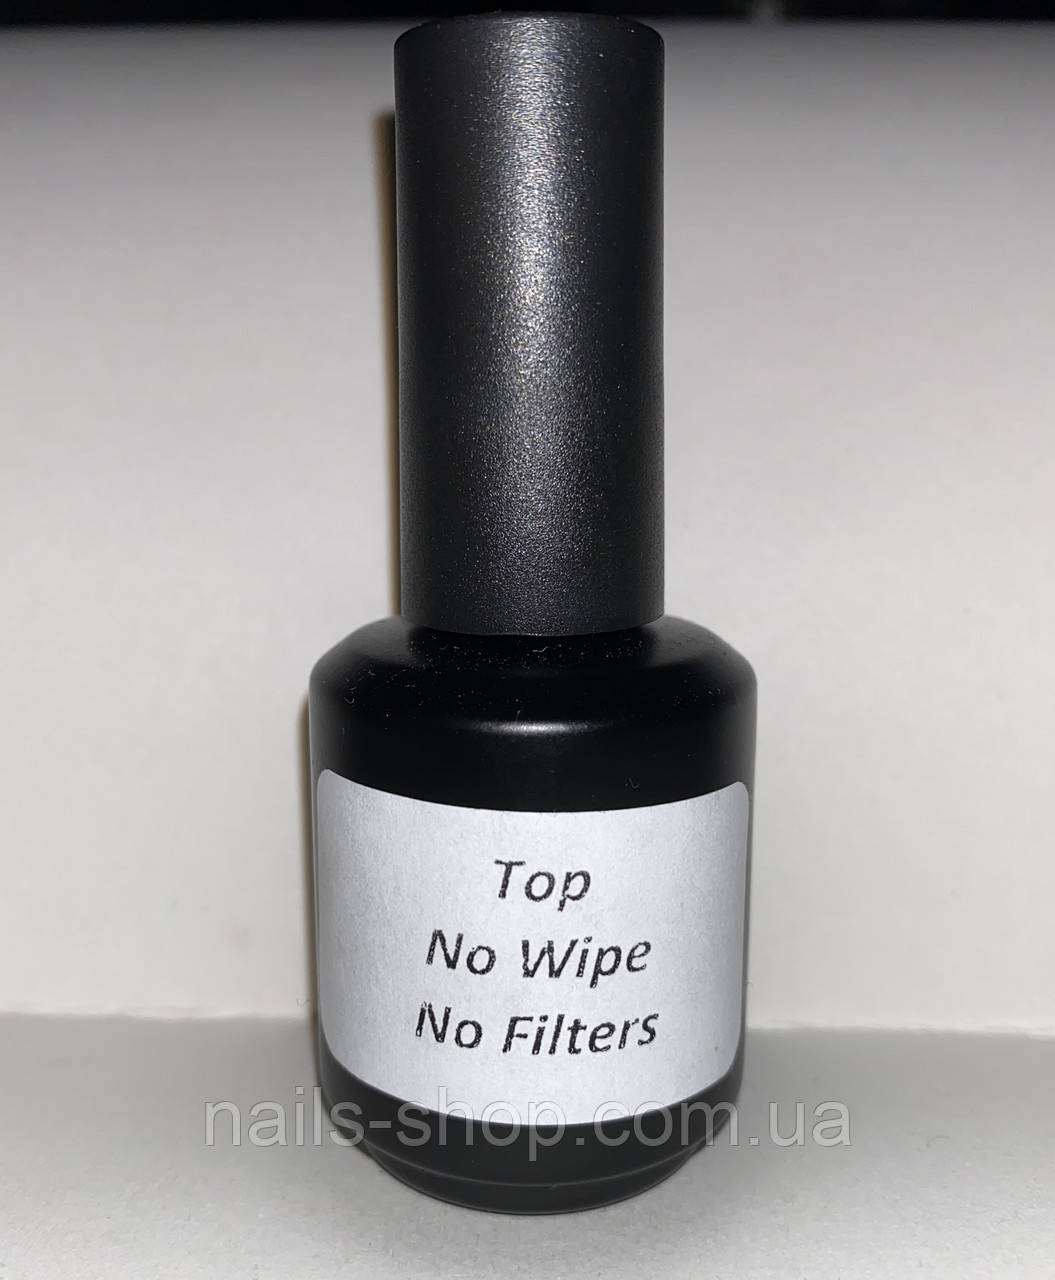 Top
No Wipe
No Filters
nails-shop.com.ua